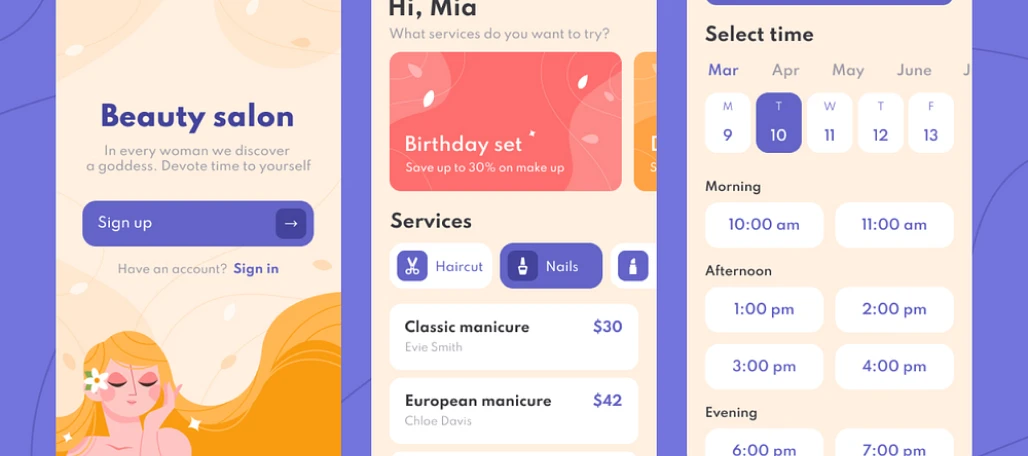 Beauty salon
In every woman we discover
a goddess. Devote time to yourself
Sign up
→
Have an account? Sign in
Hi, Mia
What services do you want to try?
Birthday set
Save up to 30% on make up
Services
Haircut
Nails
Classic manicure
$30
Evie Smith
European manicure
$42
Chloe Davis
Select time
Mar Apr May June
M T W T F
9 10 11 12 13
Morning
10:00 am 11:00 am
Afternoon
1:00 pm 2:00 pm
3:00 pm 4:00 pm
Evening
6:00 pm 7:00 pm